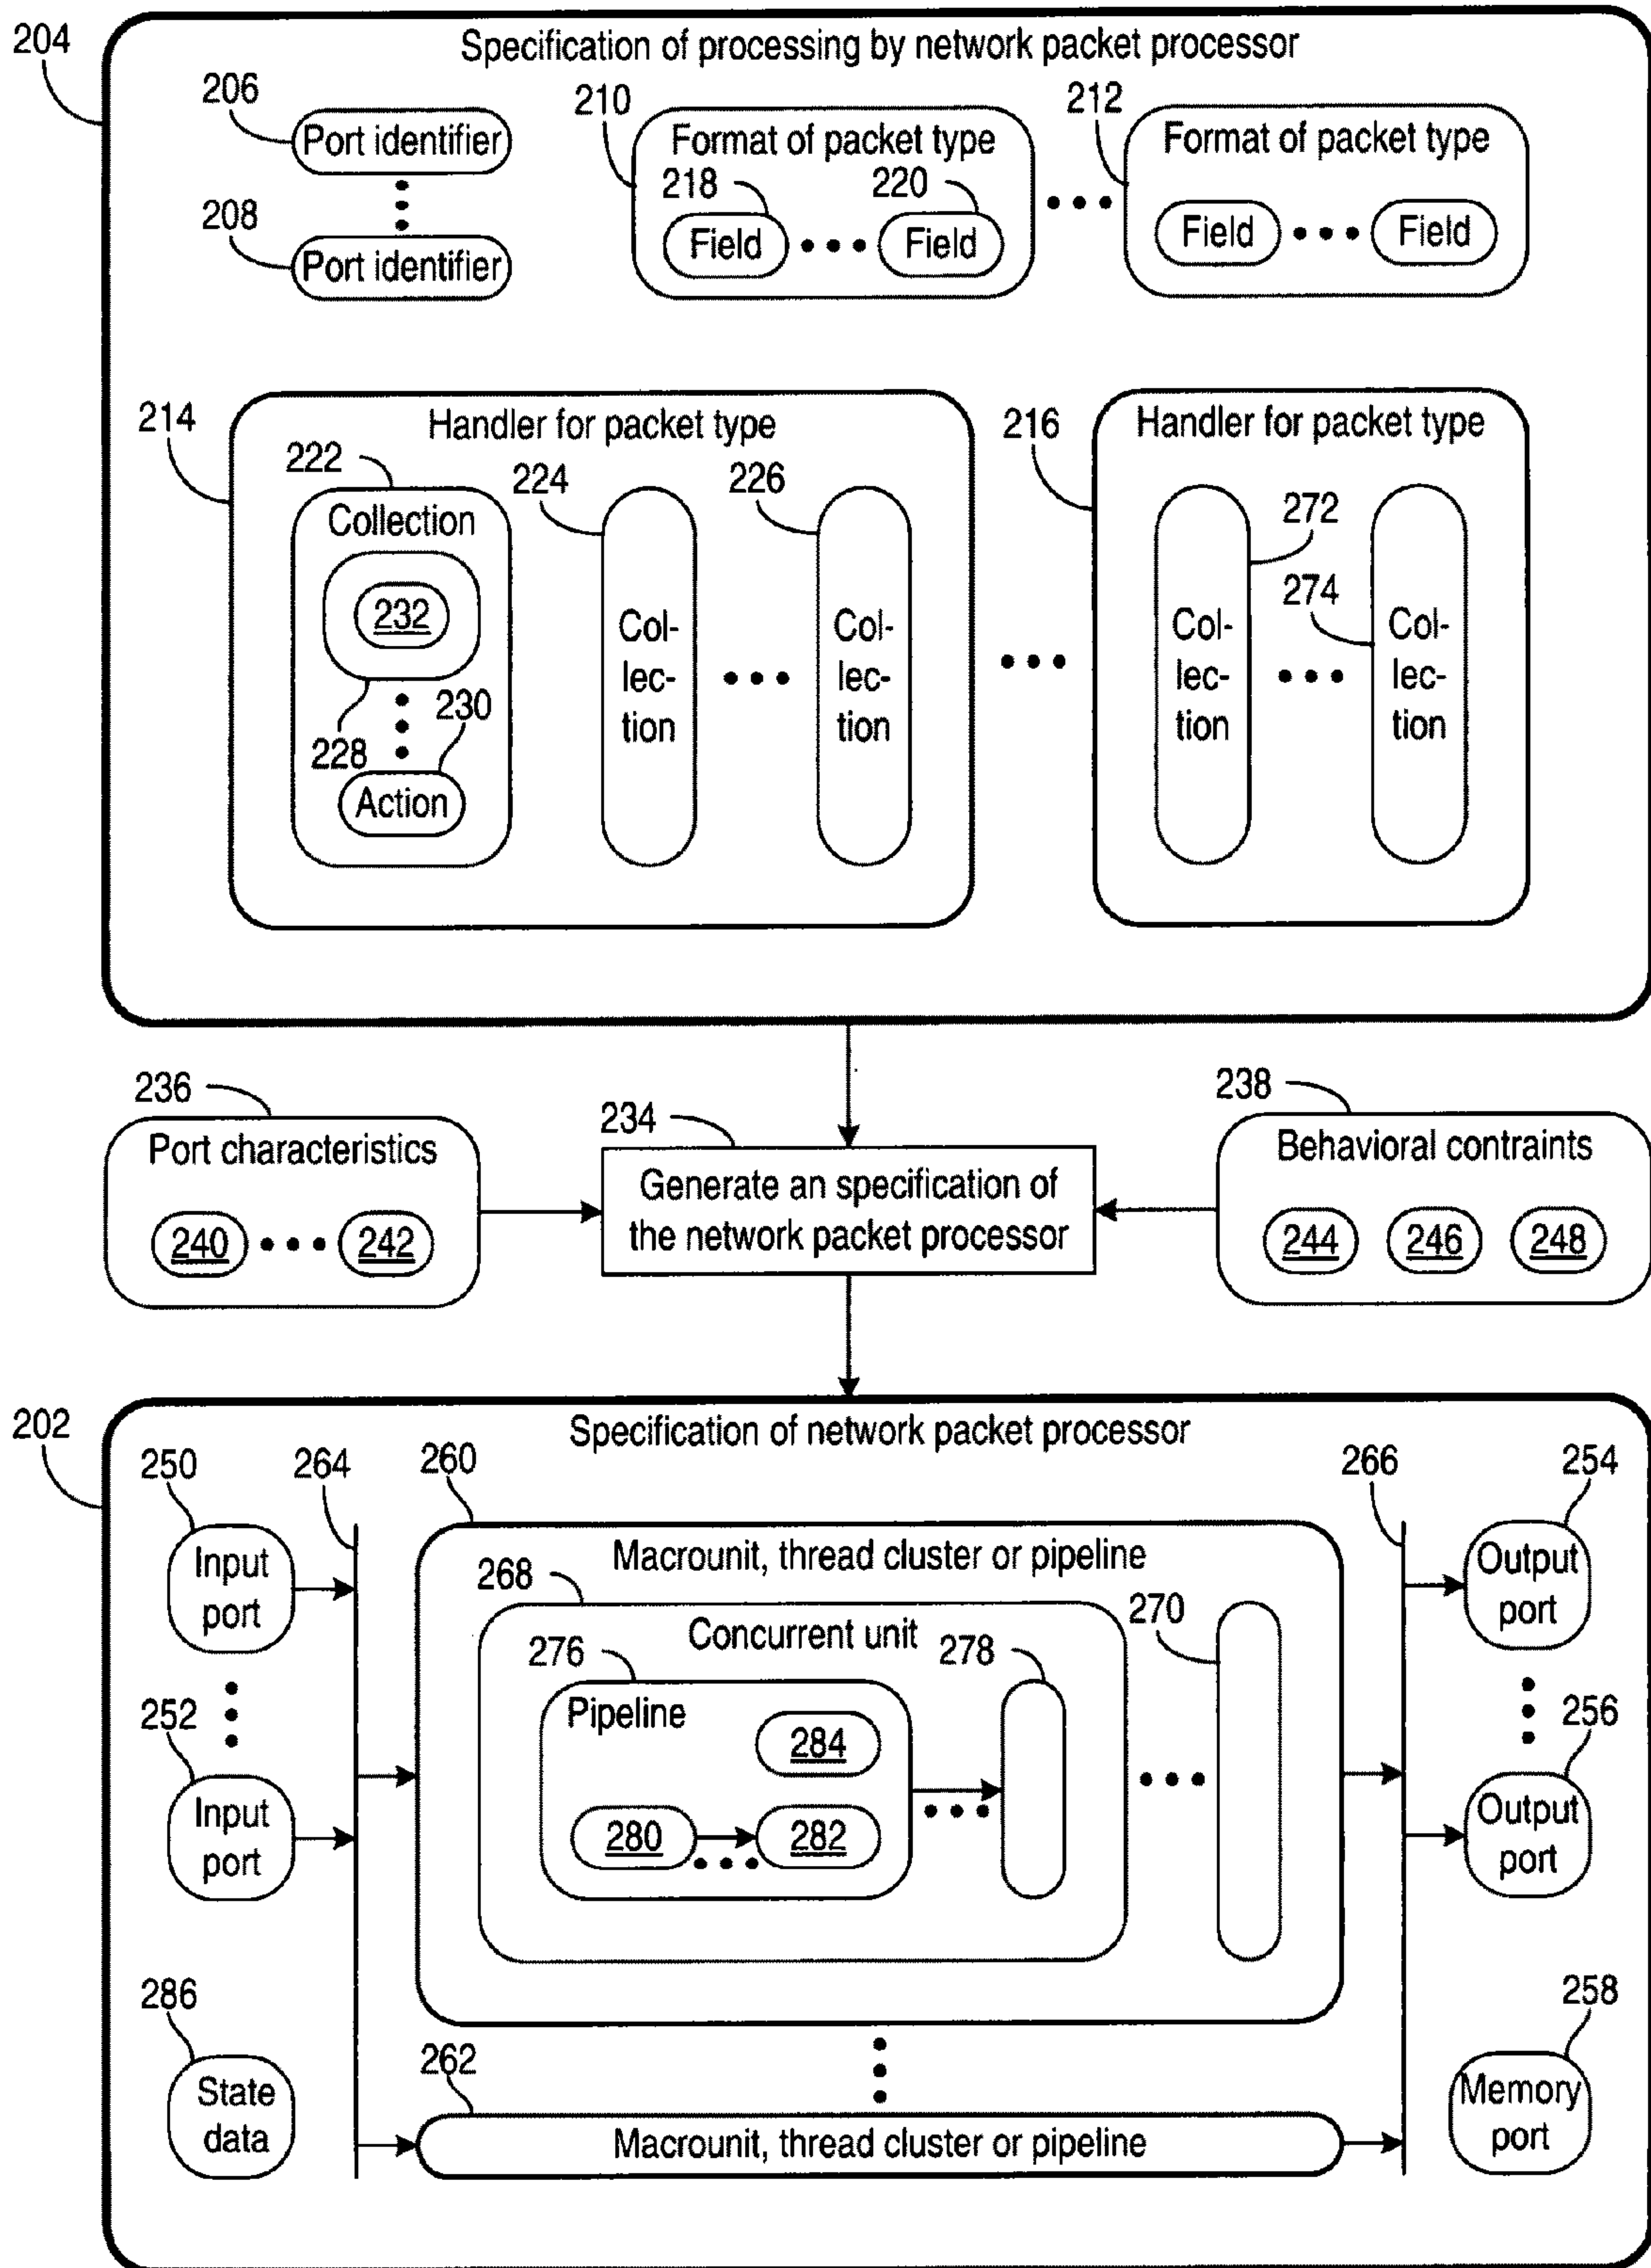 204
Specification of processing by network packet processor
206
Port identifier
208
Port identifier
210
Format of packet type
218
220
Field
Field
212
Format of packet type
Field
Field
214
Handler for packet type
222
Collection
232
228
230
Action
224
Col-
lec-
tion
226
Col-
lec-
tion
216
Handler for packet type
272
Col-
lec-
tion
274
Col-
lec-
tion
236
Port characteristics
240
242
234
Generate an specification of
the network packet processor
238
Behavioral contraints
244
246
248
202
Specification of network packet processor
250
Input
port
252
Input
port
286
State
data
264
260
Macrounit, thread cluster or pipeline
268
Concurrent unit
276
Pipeline
284
280
282
278
270
262
Macrounit, thread cluster or pipeline
266
254
Output
port
256
Output
port
258
Memory
port